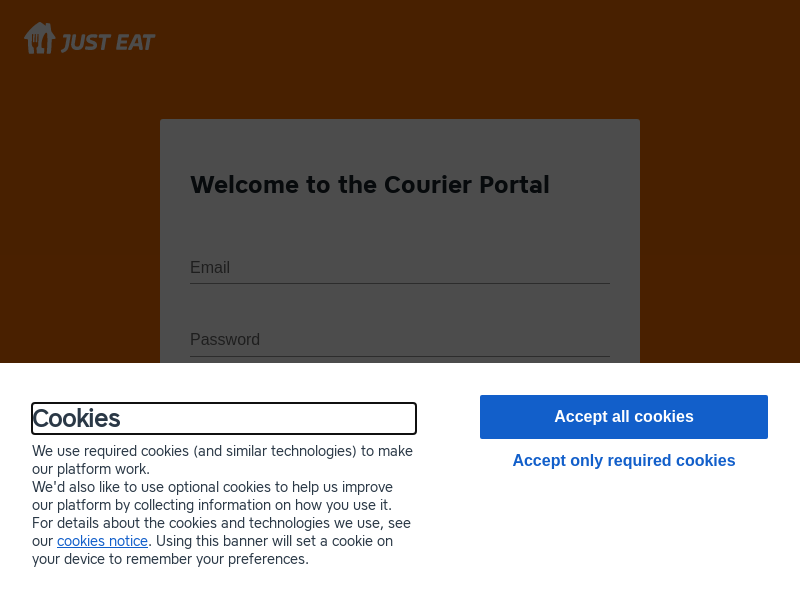 JUST EAT
Welcome to the Courier Portal
Email
Password
Cookies
We use required cookies (and similar technologies) to make
our platform work.
We'd also like to use optional cookies to help us improve
our platform by collecting information on how you use it.
For details about the cookies and technologies we use, see
our cookies notice. Using this banner will set a cookie on
your device to remember your preferences.
Accept all cookies
Accept only required cookies